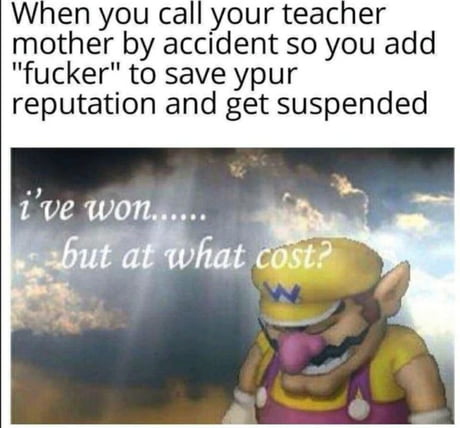 When you call your teacher
mother by accident so you add
"fucker" to save ypur
reputation and get suspended
i've won......
but at what cost?
W